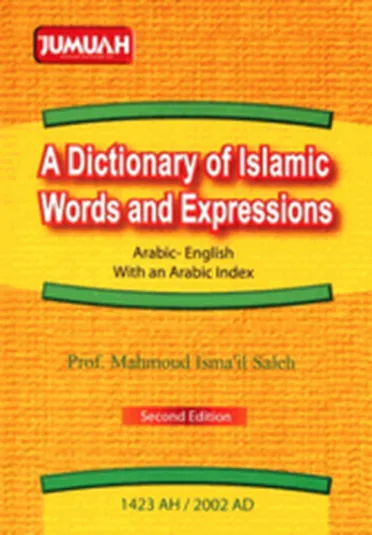 JUMUAH
A Dictionary of Islamic
Words and Expressions
Arabic- English
With an Arabic Index
Prof. Mahmoud Isma'il Saleh
Second Edition
1423 AH / 2002 AD